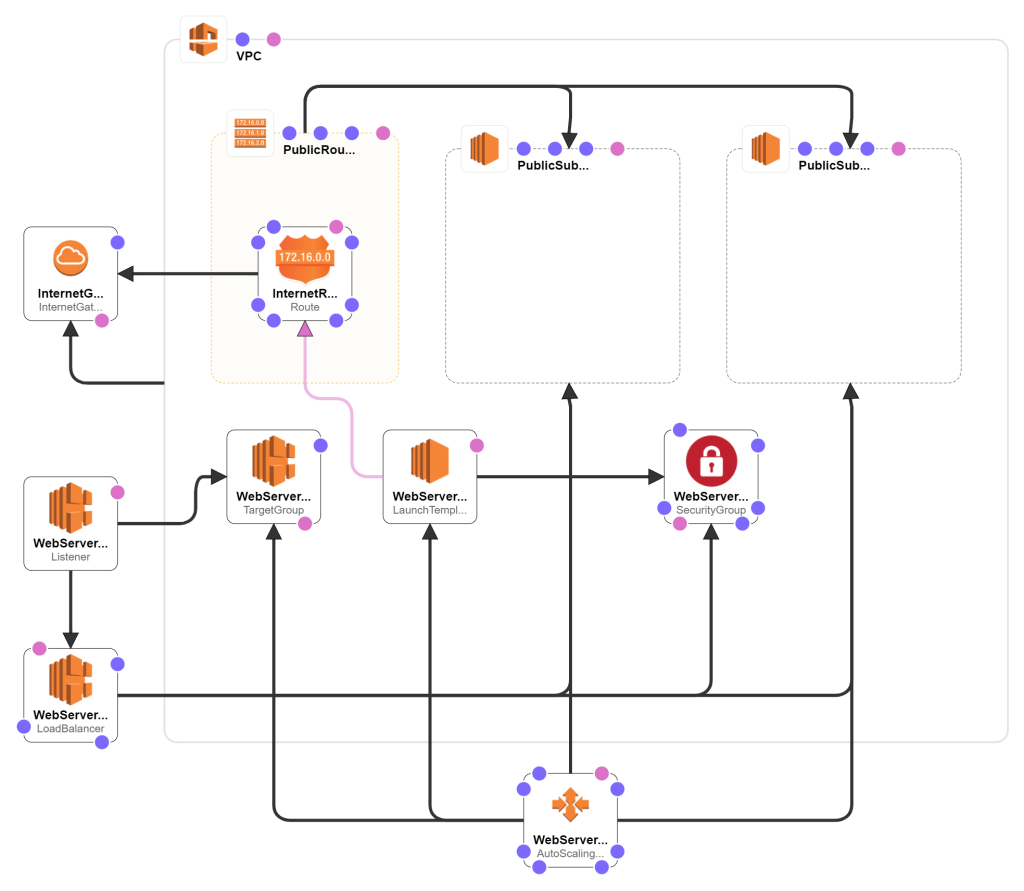 VPC
172.16.0.0
172.16.1.0
172.16.2.0
PublicRou...
PublicSub...
PublicSub...
172.16.0.0
InternetG...
InternetGat...
InternetR...
Route
WebServer...
TargetGroup
WebServer...
LaunchTempl...
WebServer...
SecurityGroup
WebServer...
Listener
WebServer...
LoadBalancer
WebServer...
AutoScaling...